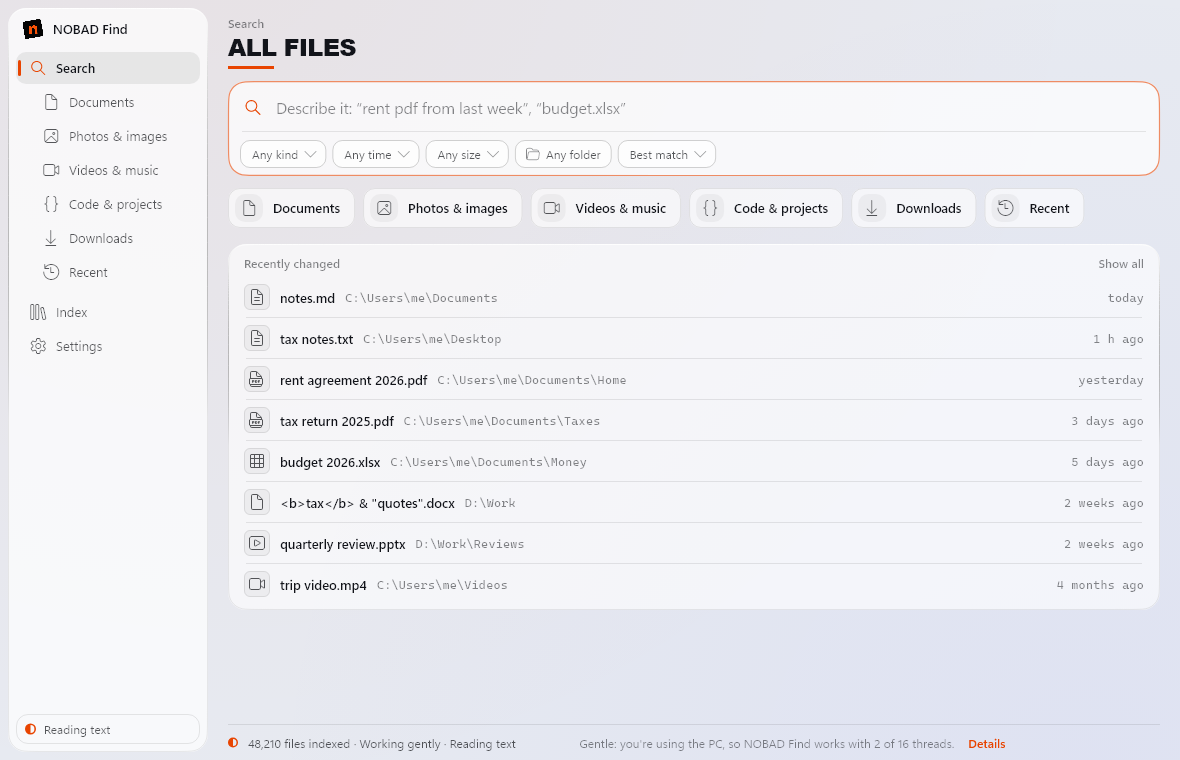 NOBAD Find
Search
Documents
Photos & images
Videos & music
Code & projects
Downloads
Recent
Index
Settings
Reading text
Search
ALL FILES
Describe it: “rent pdf from last week”, “budget.xlsx”
Any kind Any time Any size Any folder Best match
Documents Photos & images Videos & music Code & projects Downloads Recent
Recently changed Show all
notes.md C:\Users\me\Documents today
tax notes.txt C:\Users\me\Desktop 1 h ago
rent agreement 2026.pdf C:\Users\me\Documents\Home yesterday
tax return 2025.pdf C:\Users\me\Documents\Taxes 3 days ago
budget 2026.xlsx C:\Users\me\Documents\Money 5 days ago
<b>tax</b> & "quotes".docx D:\Work 2 weeks ago
quarterly review.pptx D:\Work\Reviews 2 weeks ago
trip video.mp4 C:\Users\me\Videos 4 months ago
48,210 files indexed · Working gently · Reading text Gentle: you're using the PC, so NOBAD Find works with 2 of 16 threads. Details